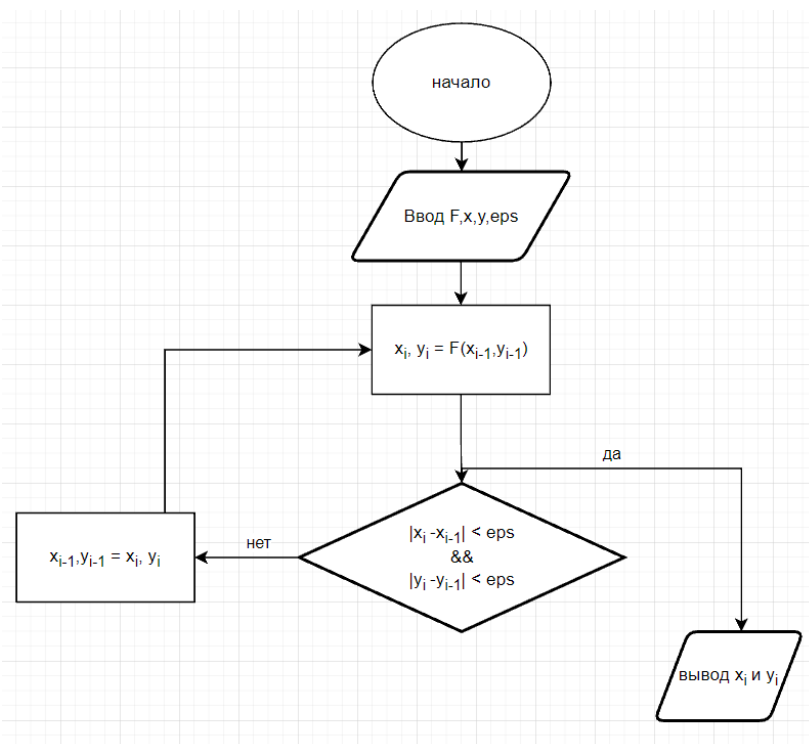 начало
Ввод F,x,y,eps
xᵢ, yᵢ = F(xᵢ₋₁,yᵢ₋₁)
да
|xᵢ -xᵢ₋₁| < eps
&&
|yᵢ -yᵢ₋₁| < eps
нет
xᵢ₋₁,yᵢ₋₁ = xᵢ, yᵢ
вывод xᵢ и yᵢ